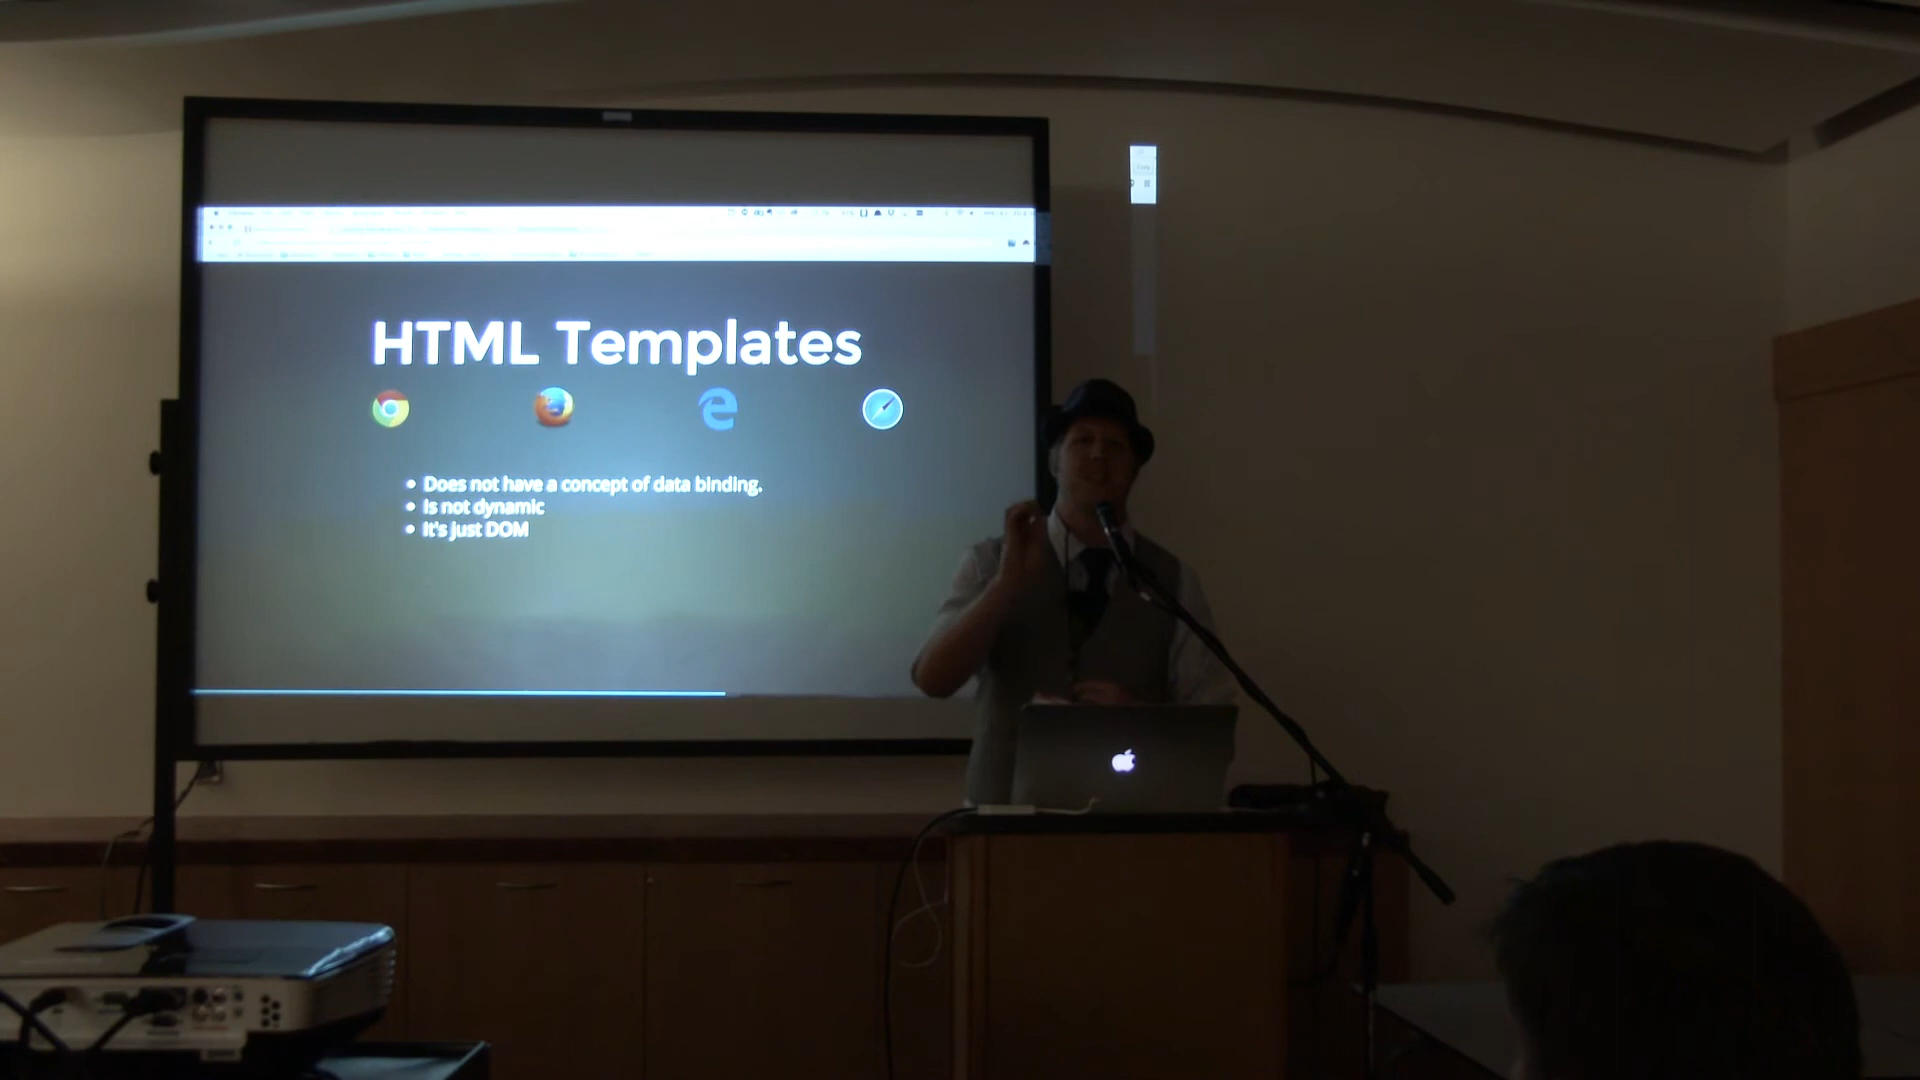 HTML Templates
Does not have a concept of data binding.
Is not dynamic
It's just DOM